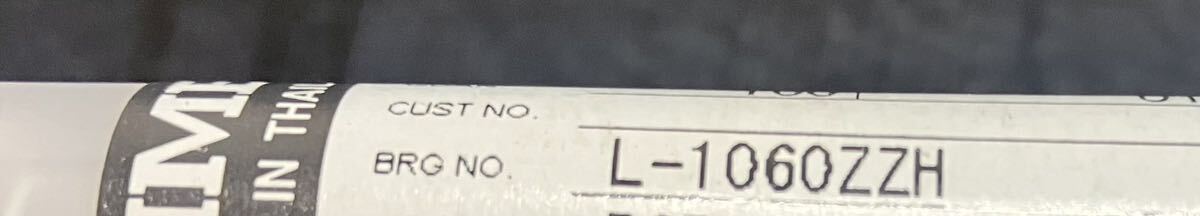 CUST NO.
BRG NO. L-1060ZZH
IN THAI